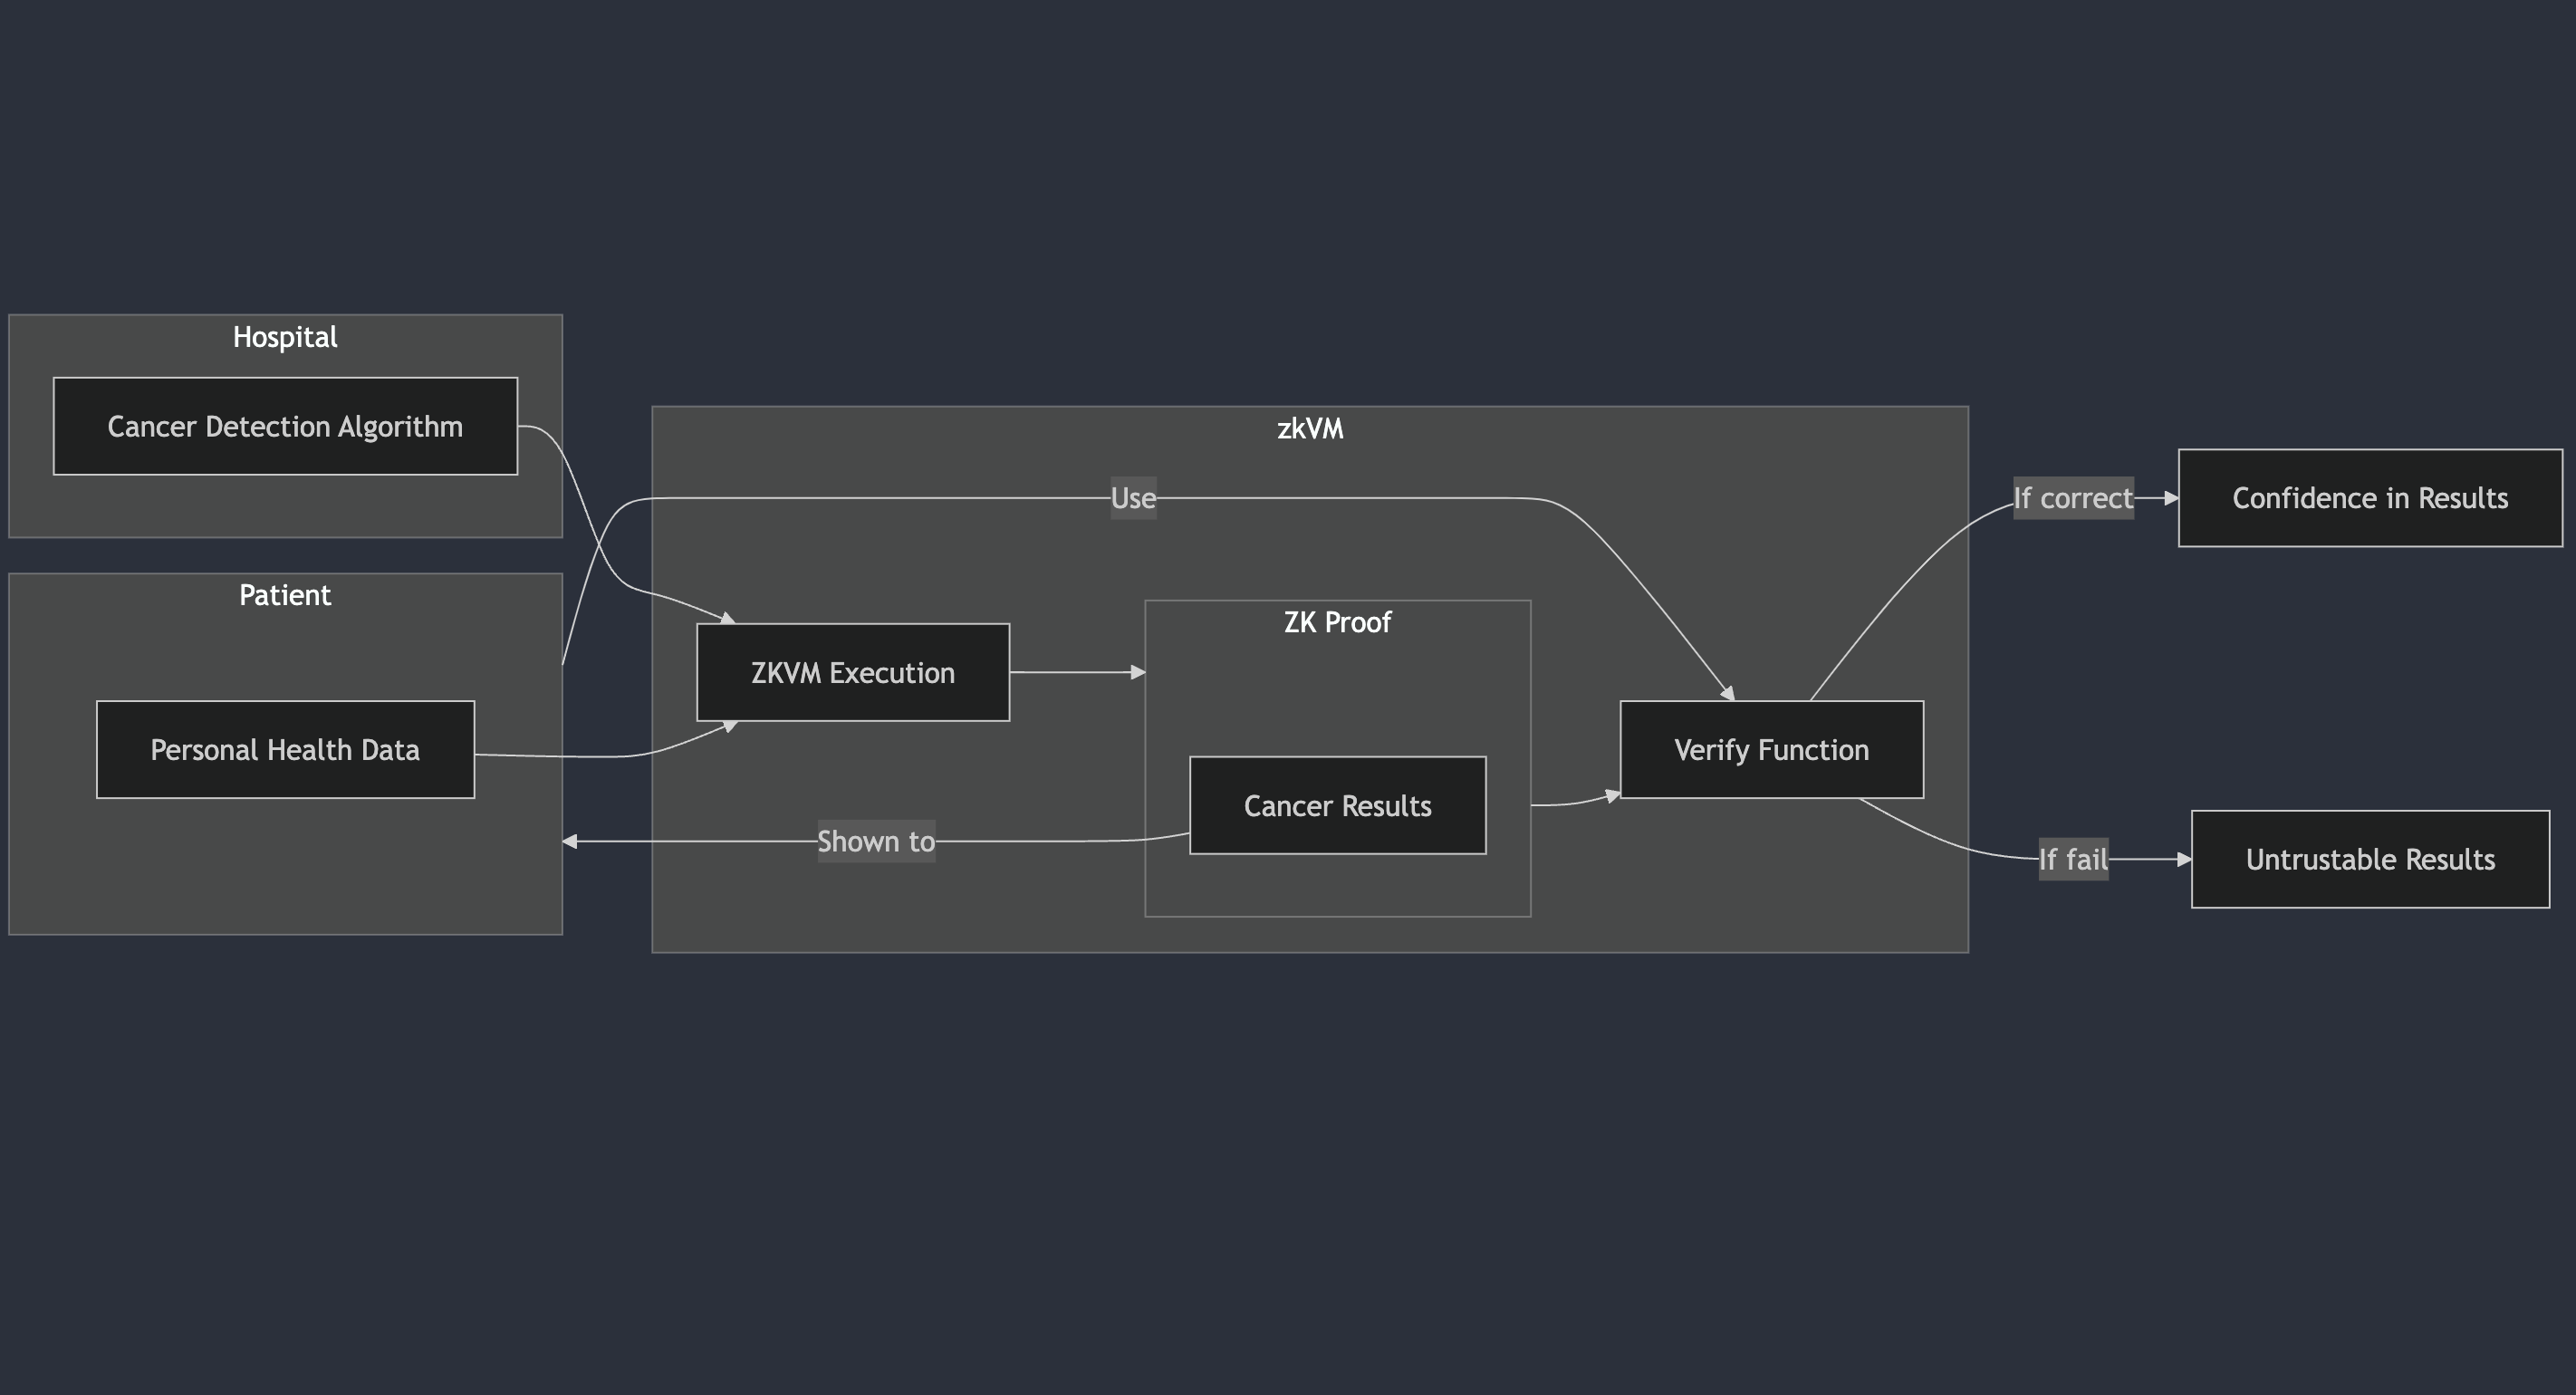 Hospital
Cancer Detection Algorithm
Patient
Personal Health Data
zkVM
Use
ZKVM Execution
ZK Proof
Cancer Results
Shown to
Verify Function
If correct
Confidence in Results
If fail
Untrustable Results